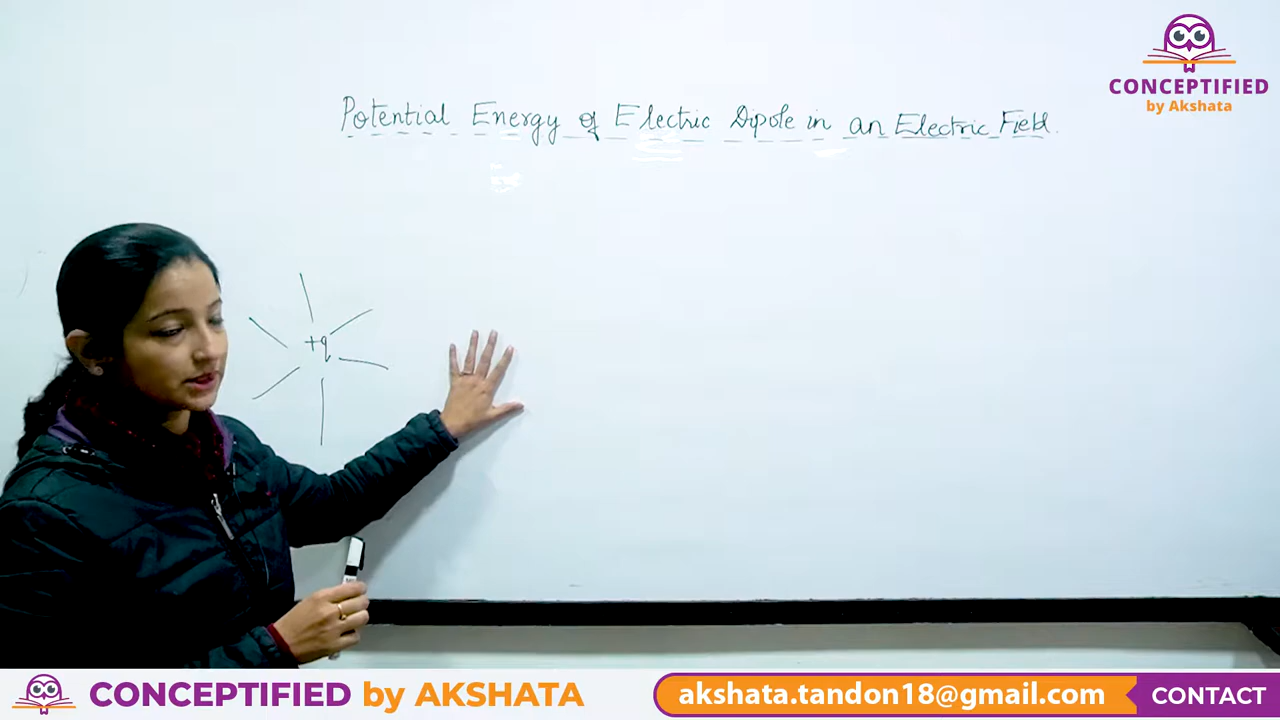 CONCEPTIFIED
by Akshata
Potential Energy of Electric Dipole in an Electric Field.
+q
CONCEPTIFIED by AKSHATA
akshata.tandon18@gmail.com
CONTACT